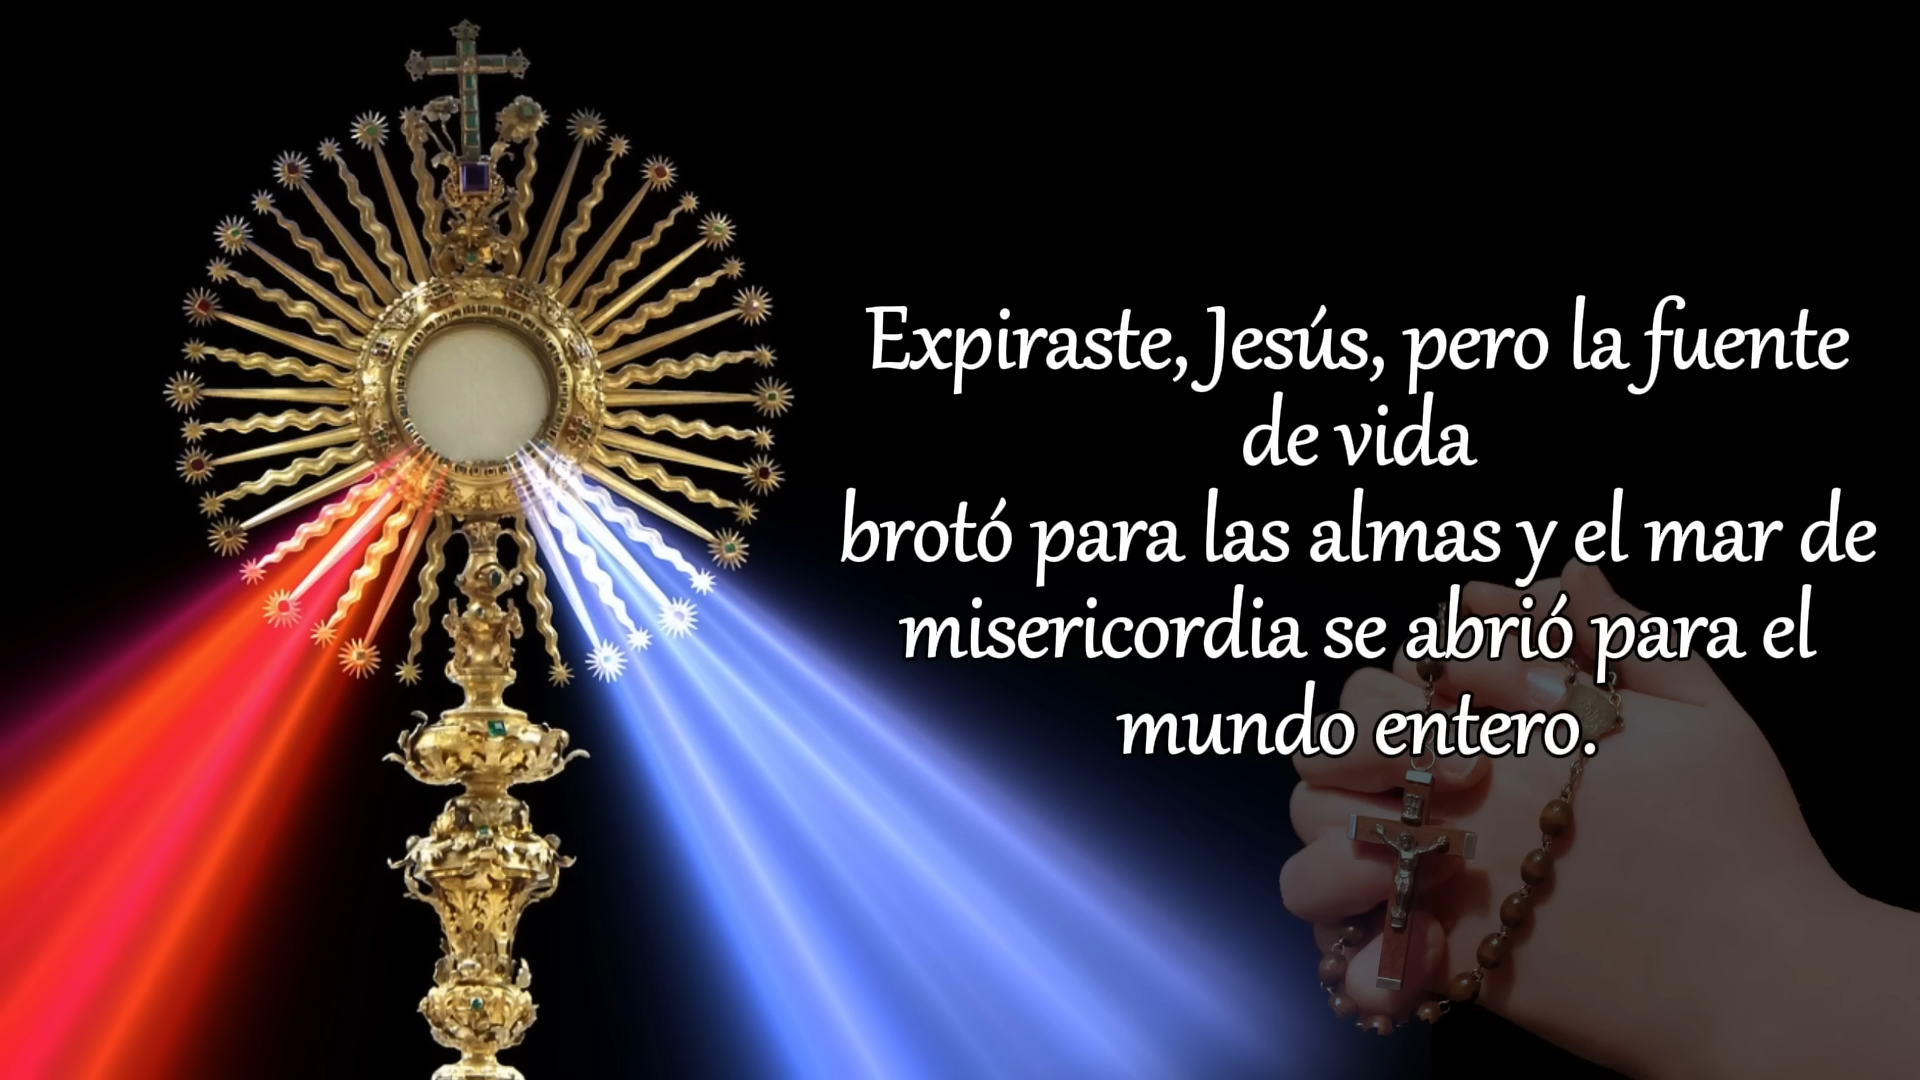 Expiraste, Jesús, pero la fuente
de vida
brotó para las almas y el mar de
misericordia se abrió para el
mundo entero.